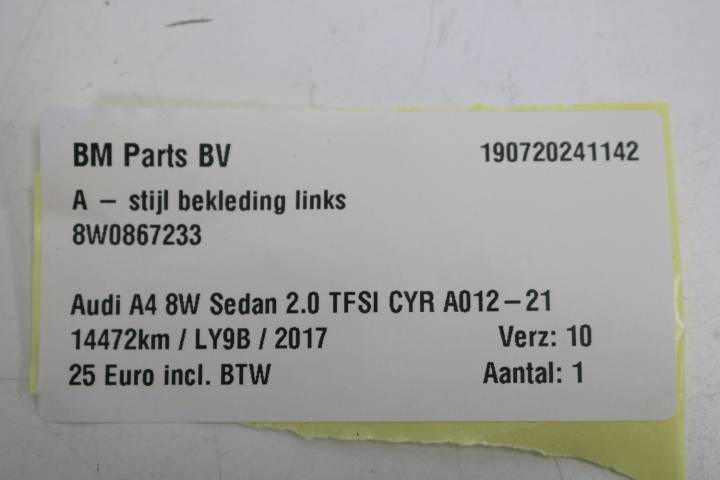 BM Parts BV 190720241142
A – stijl bekleding links
8W0867233
Audi A4 8W Sedan 2.0 TFSI CYR A012–21
14472km / LY9B / 2017 Verz: 10
25 Euro incl. BTW Aantal: 1